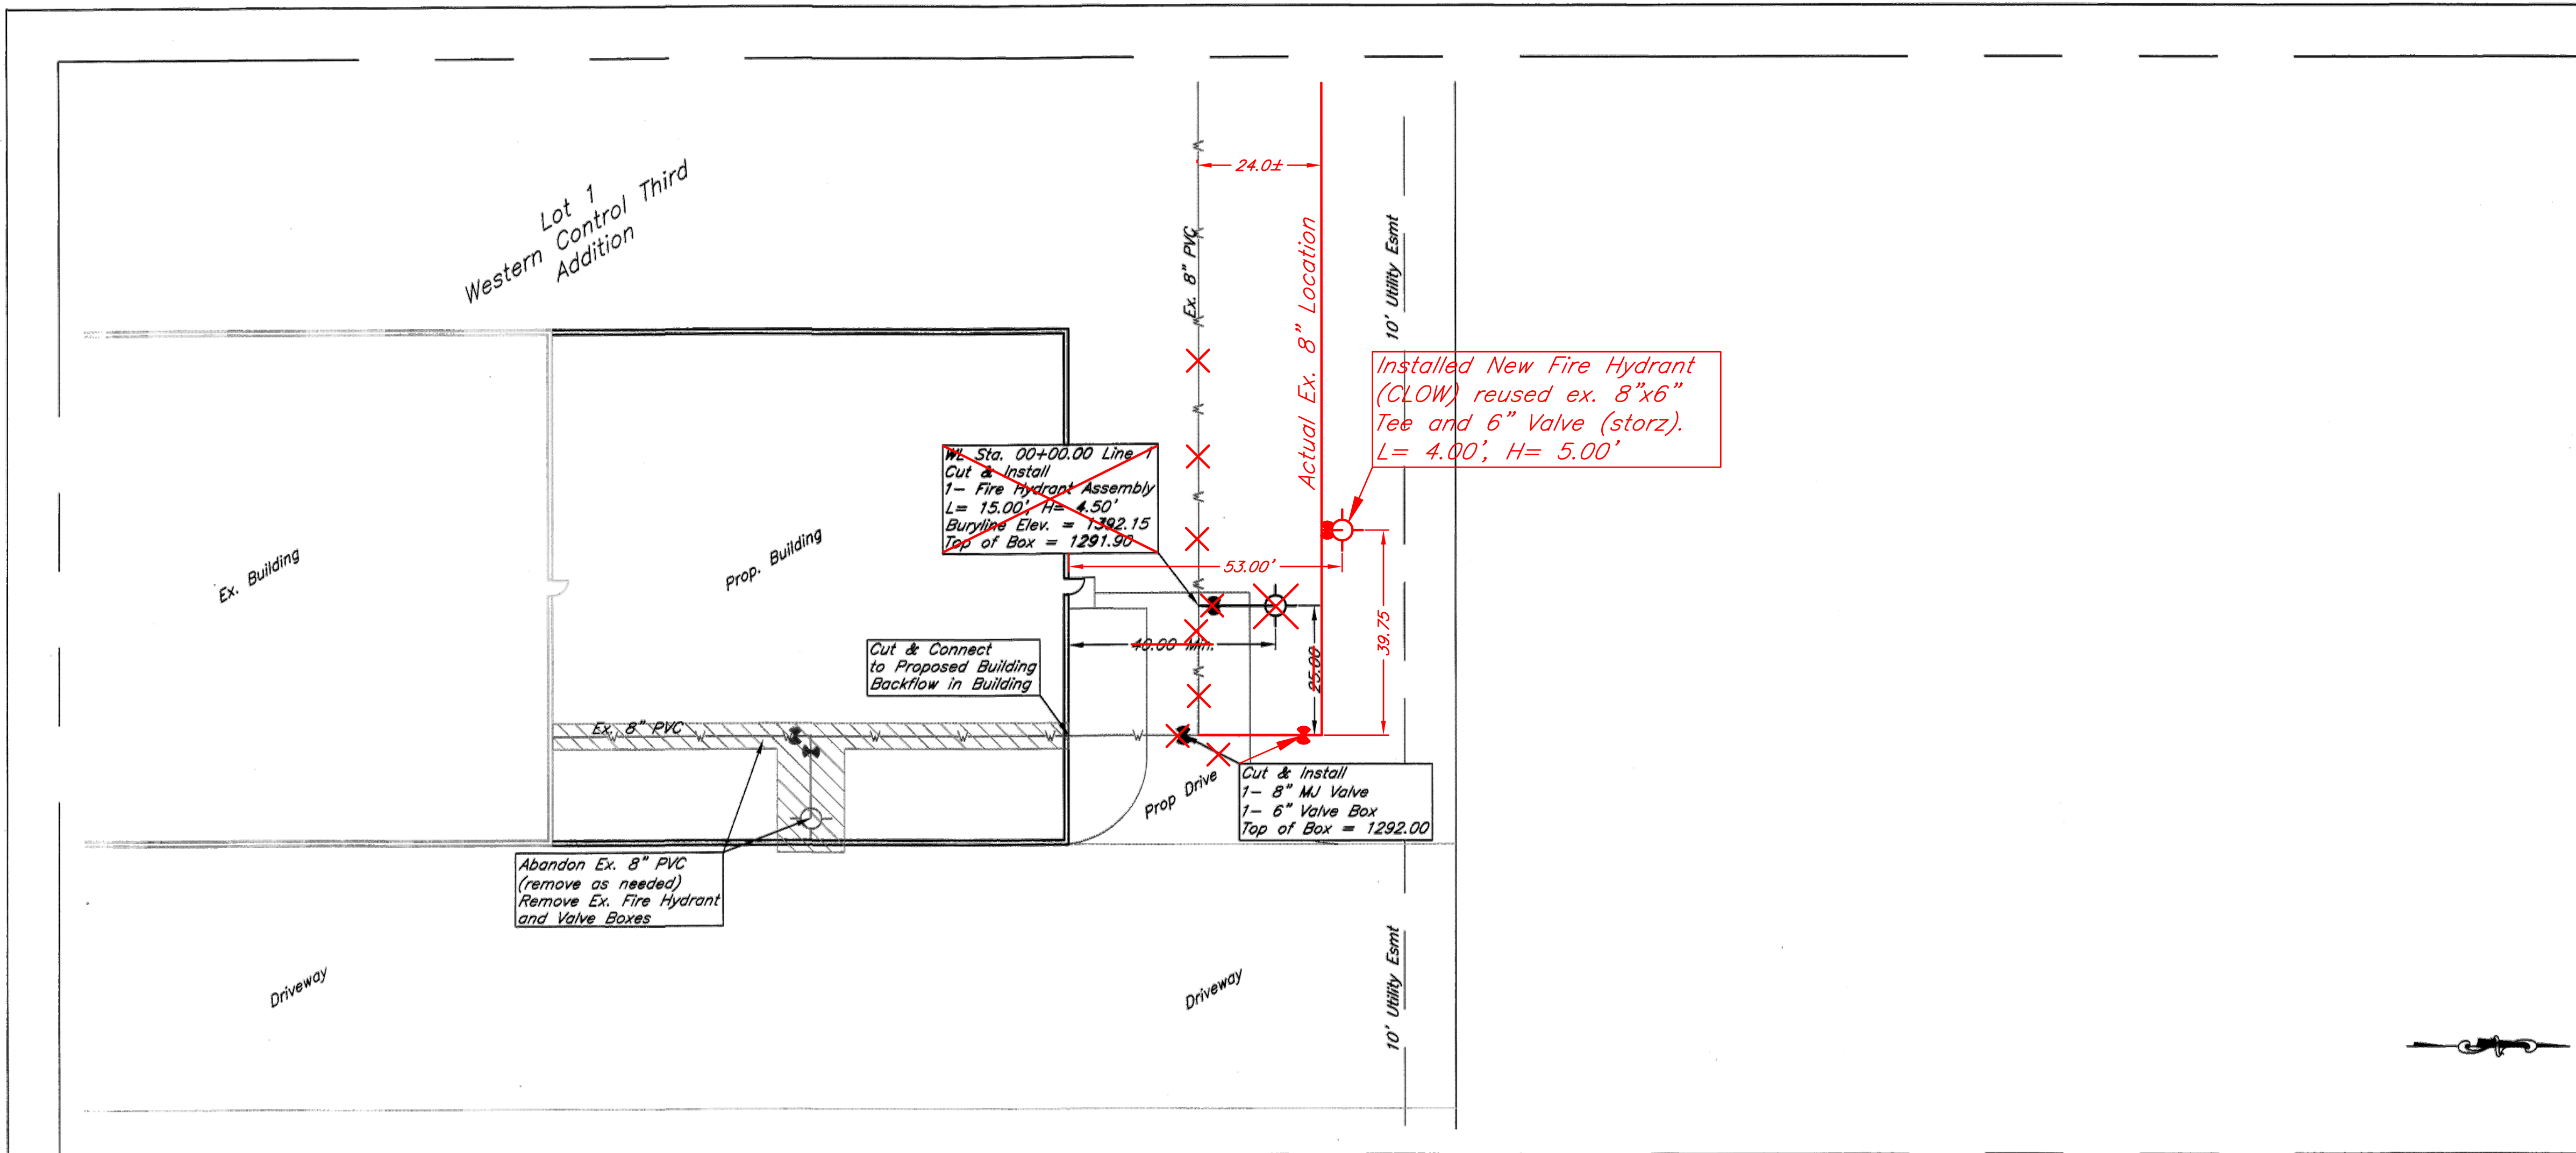 Lot 1
Western Control Third
Addition
24.0±
Ex. 8" PVC
Actual Ex. 8" Location
10' Utility Esmt
Installed New Fire Hydrant
(CLOW) reused ex. 8"x6"
Tee and 6" Valve (storz).
L= 4.00', H= 5.00'
WL Sta. 00+00.00 Line 1
Cut & Install
1- Fire Hydrant Assembly
L= 15.00', H= 4.50'
Buryline Elev. = 1392.15
Top of Box = 1291.90
Ex. Building
Prop. Building
53.00'
39.75
40.00 Min.
25.00
Cut & Connect
to Proposed Building
Backflow in Building
Ex. 8" PVC
Prop Drive
Cut & Install
1- 8" MJ Valve
1- 6" Valve Box
Top of Box = 1292.00
Abandon Ex. 8" PVC
(remove as needed)
Remove Ex. Fire Hydrant
and Valve Boxes
Driveway
Driveway
10' Utility Esmt
W
W
W
W
W
W